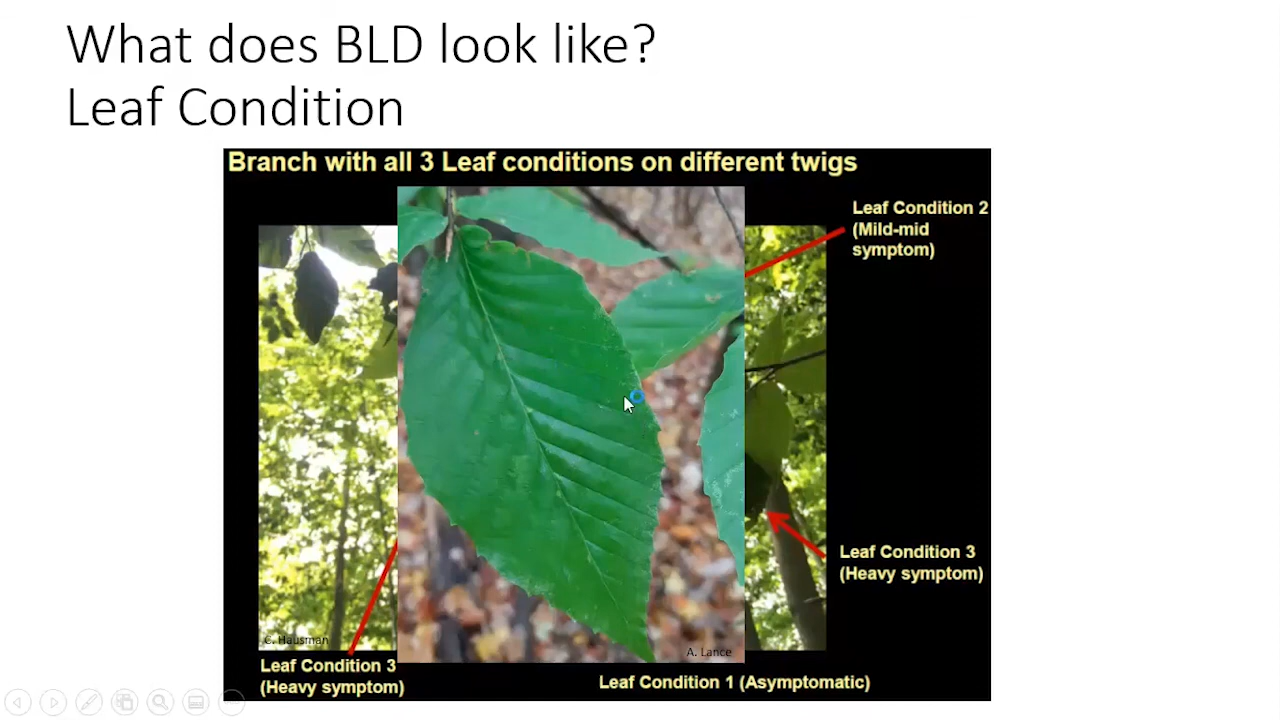 What does BLD look like?
Leaf Condition
Branch with all 3 Leaf conditions on different twigs
Leaf Condition 2
(Mild-mid
symptom)
Leaf Condition 3
(Heavy symptom)
C. Hausman
A. Lance
Leaf Condition 3
(Heavy symptom)
Leaf Condition 1 (Asymptomatic)